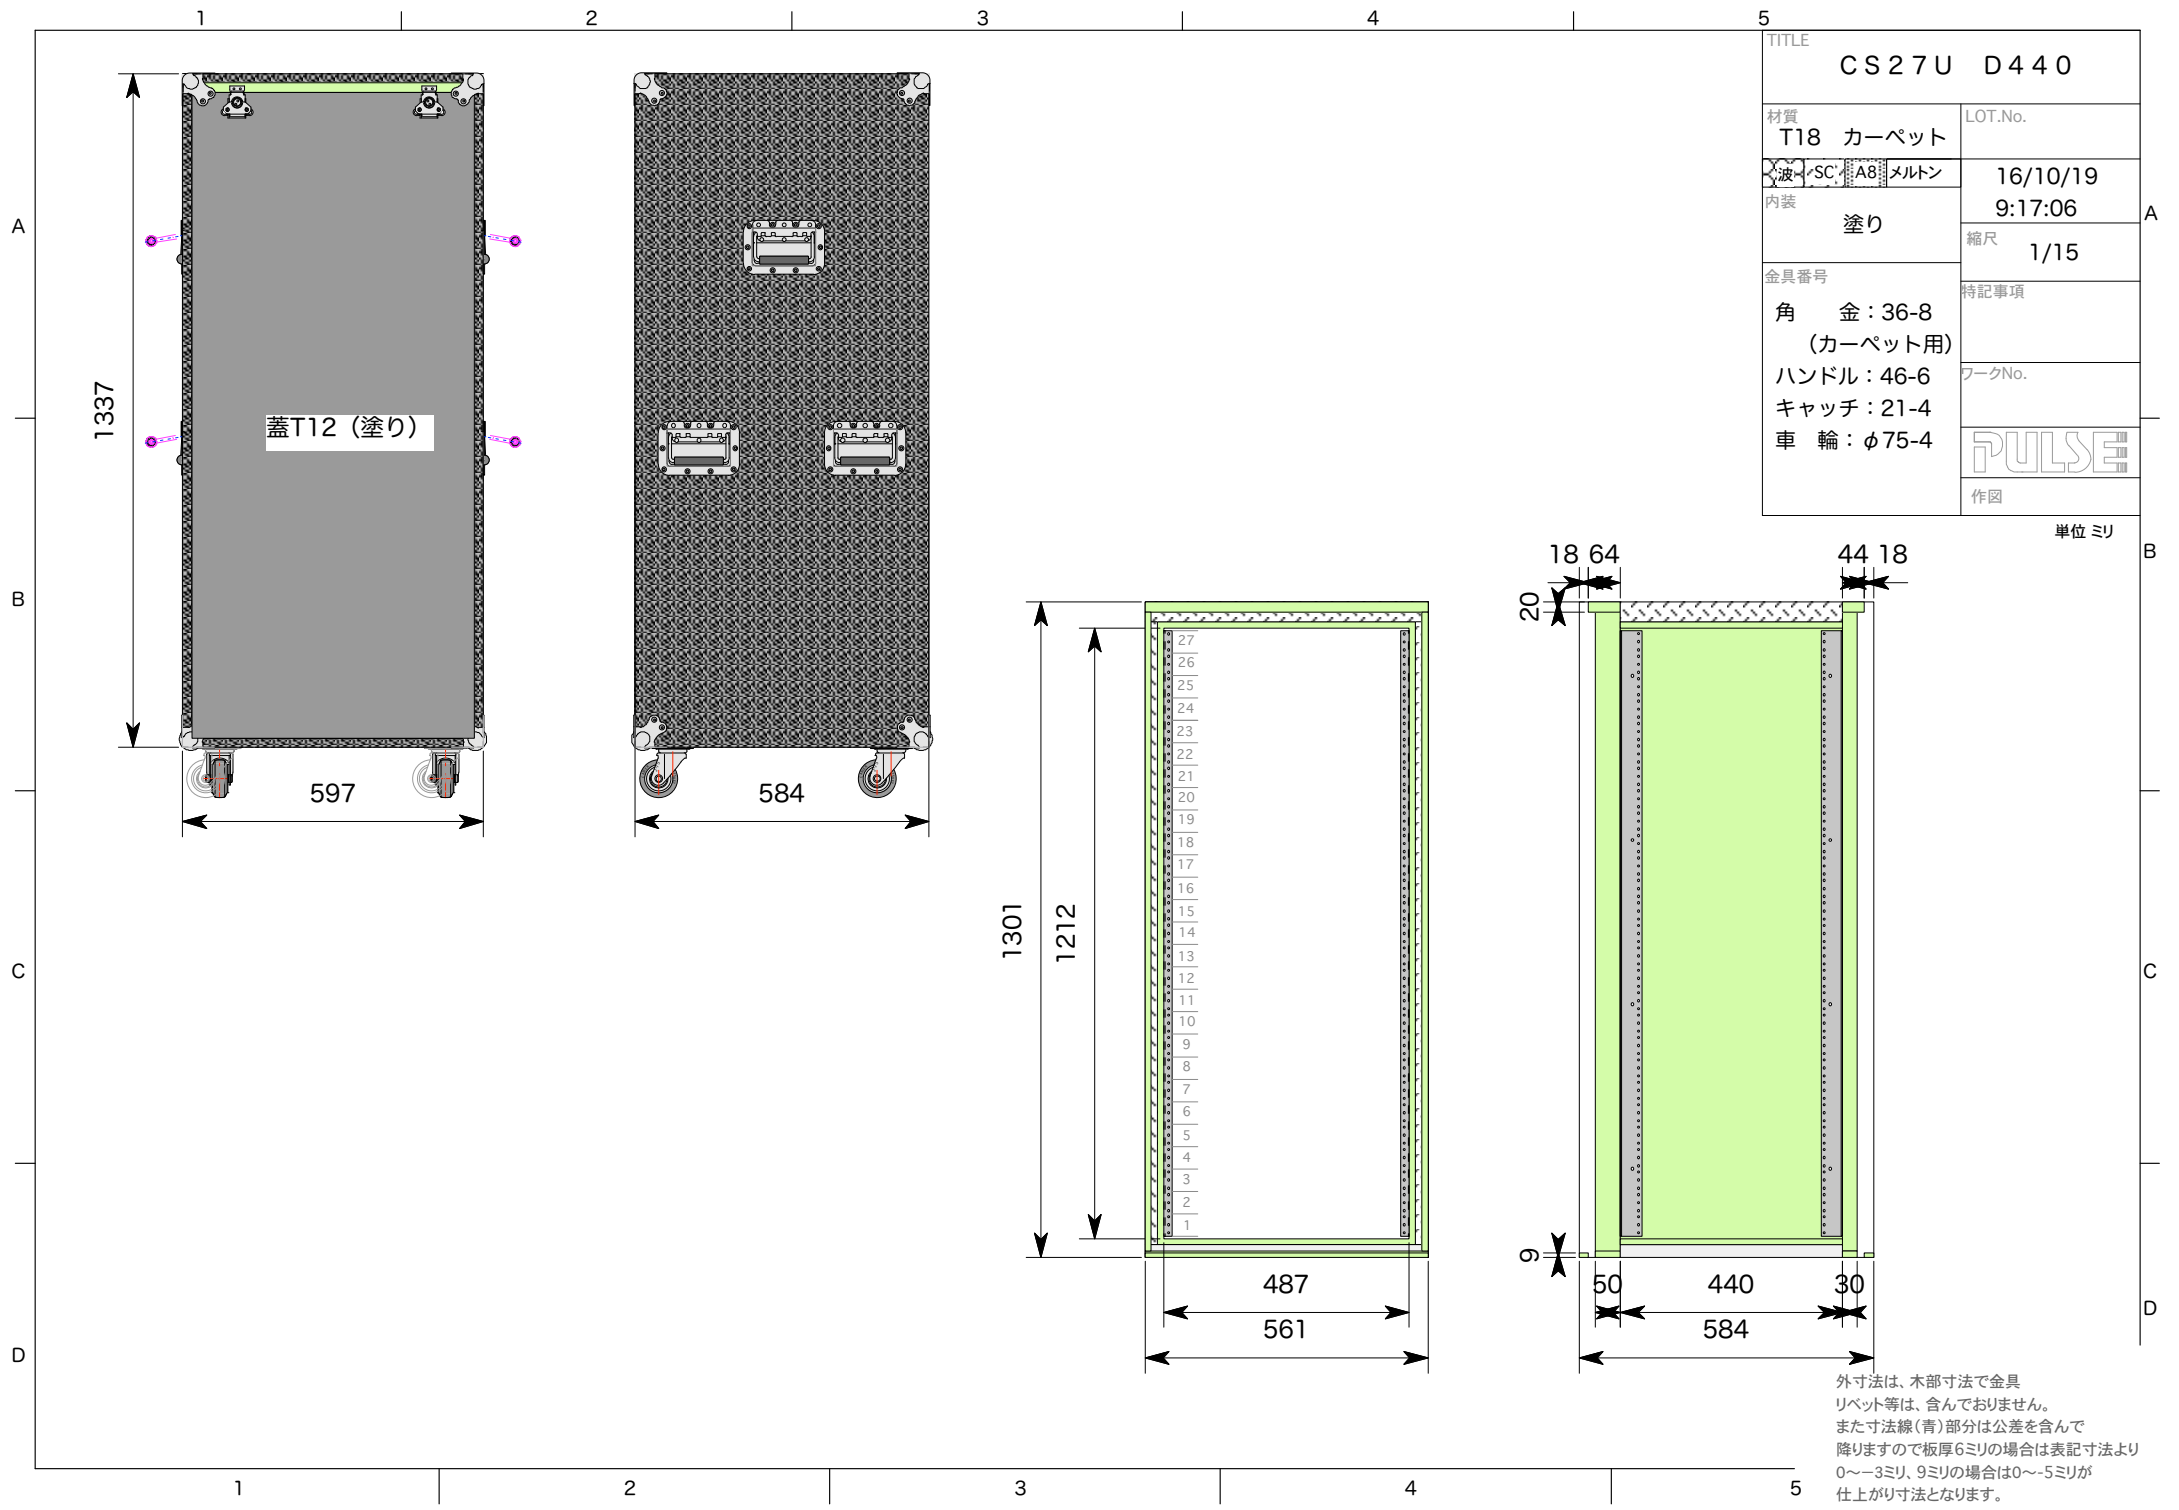 1 2 3 4 5
TITLE
CS27U D440
材質
T18 カーペット
LOT.No.
波 SC A8 メルトン
16/10/19
9:17:06
内装
塗り
縮尺
1/15
金具番号
角 金：36-8
（カーペット用）
ハンドル：46-6
キャッチ：21-4
車 輪：φ75-4
特記事項
ワークNo.
PULSE
作図
単位 ミリ
A
B
C
D
A
B
C
D
1337
蓋T12（塗り）
597
584
1301
1212
27
26
25
24
23
22
21
20
19
18
17
16
15
14
13
12
11
10
9
8
7
6
5
4
3
2
1
487
561
18 64
44 18
20
9
50 440 30
584
外寸法は、木部寸法で金具
リベット等は、含んでおりません。
また寸法線（青）部分は公差を含んで
降りますので板厚6ミリの場合は表記寸法より
0〜−3ミリ、9ミリの場合は0〜-5ミリが
仕上がり寸法となります。
1 2 3 4 5